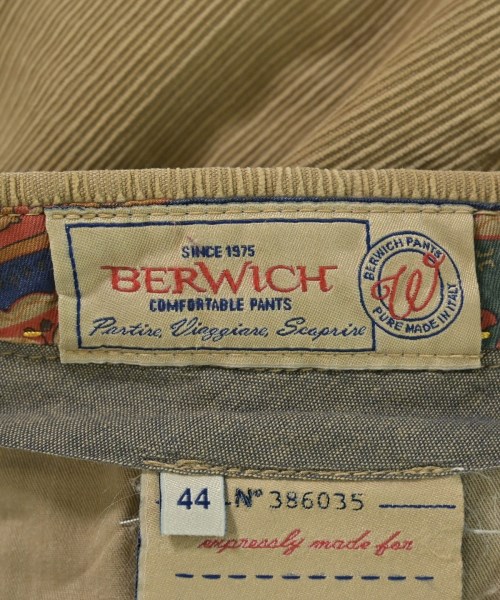 SINCE 1975
BERWICH
COMFORTABLE PANTS
Partire, Viaggiare, Scoprire
BERWICH PANTS
W
PURE MADE IN ITALY
44
N° 386035
expressly made for